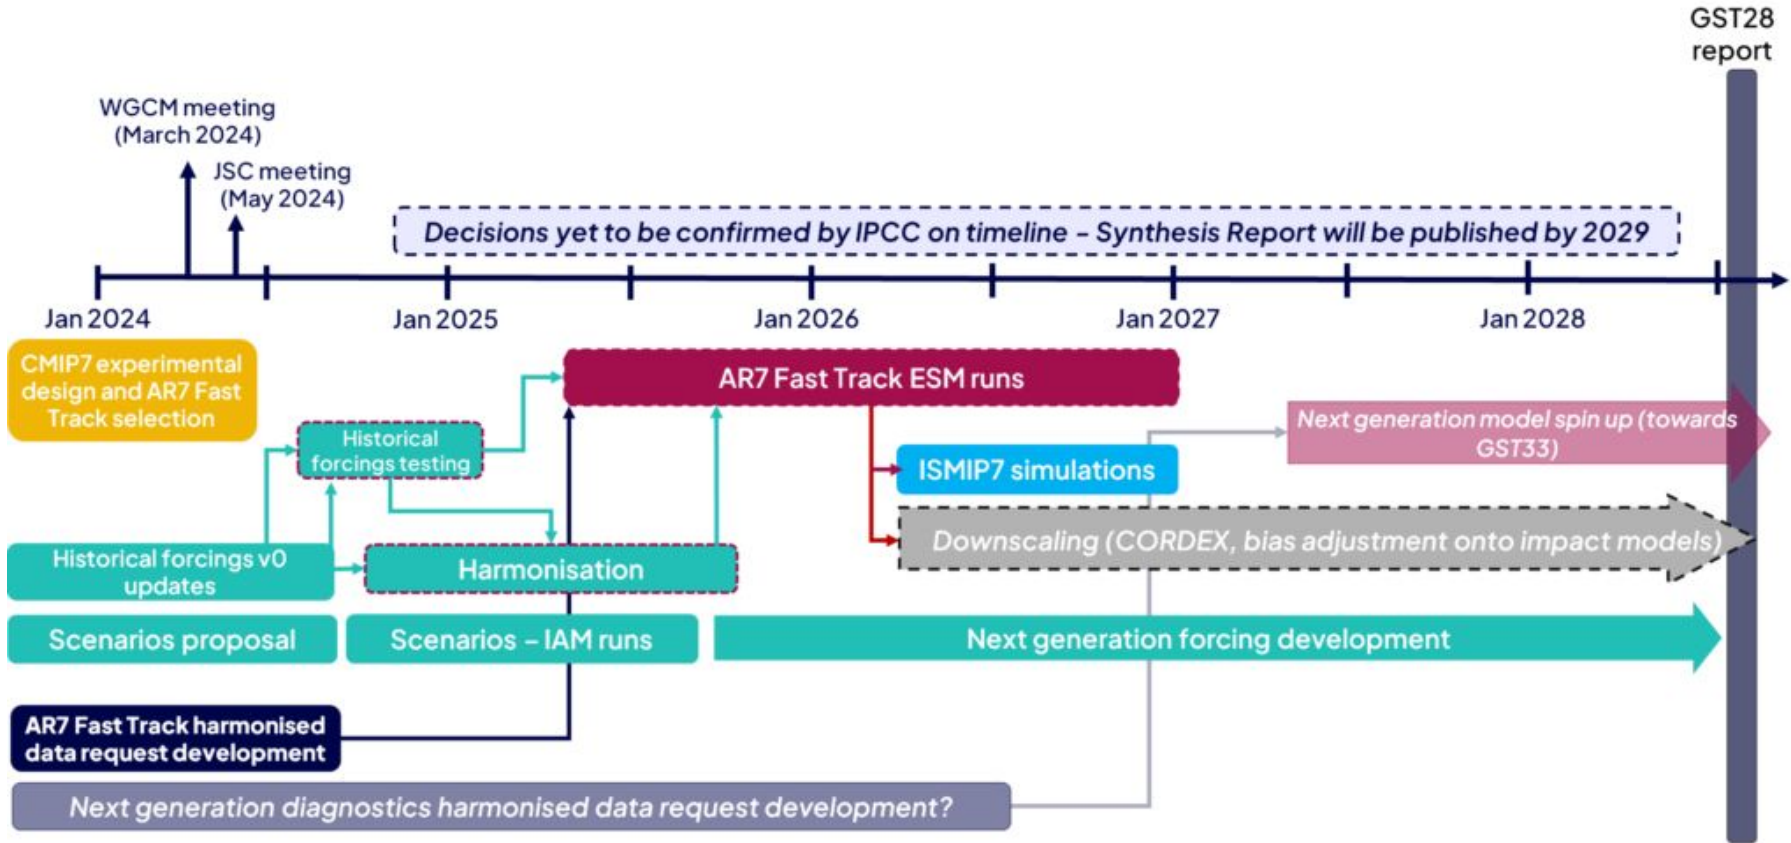 GST28
report
WGCM meeting
(March 2024)
JSC meeting
(May 2024)
Decisions yet to be confirmed by IPCC on timeline – Synthesis Report will be published by 2029
Jan 2024
Jan 2025
Jan 2026
Jan 2027
Jan 2028
CMIP7 experimental
design and AR7 Fast
Track selection
AR7 Fast Track ESM runs
Historical
forcings testing
Next generation model spin up (towards
GST33)
ISMIP7 simulations
Historical forcings v0
updates
Harmonisation
Downscaling (CORDEX, bias adjustment onto impact models)
Scenarios proposal
Scenarios – IAM runs
Next generation forcing development
AR7 Fast Track harmonised
data request development
Next generation diagnostics harmonised data request development?